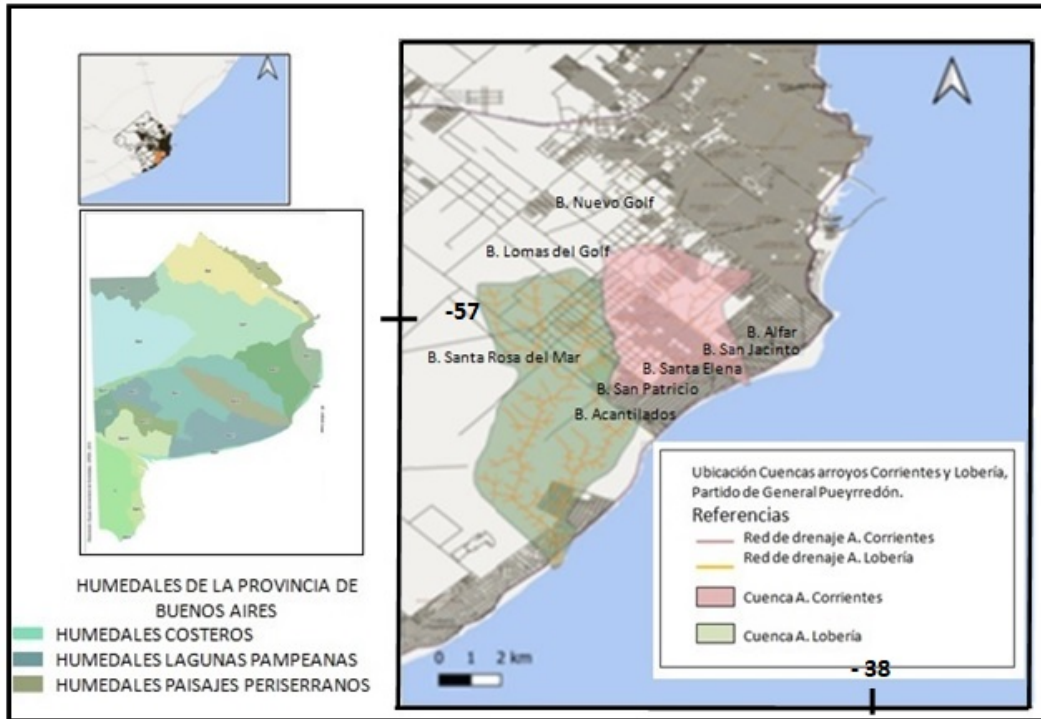 HUMEDALES DE LA PROVINCIA DE
BUENOS AIRES
HUMEDALES COSTEROS
HUMEDALES LAGUNAS PAMPEANAS
HUMEDALES PAISAJES PERISERRANOS
B. Nuevo Golf
B. Lomas del Golf
-57
B. Alfar
B. San Jacinto
B. Santa Rosa del Mar
B. Santa Elena
B. San Patricio
B. Acantilados
Ubicación Cuencas arroyos Corrientes y Lobería,
Partido de General Pueyrredón.
Referencias
Red de drenaje A. Corrientes
Red de drenaje A. Lobería
Cuenca A. Corrientes
Cuenca A. Lobería
0 1 2 km
- 38